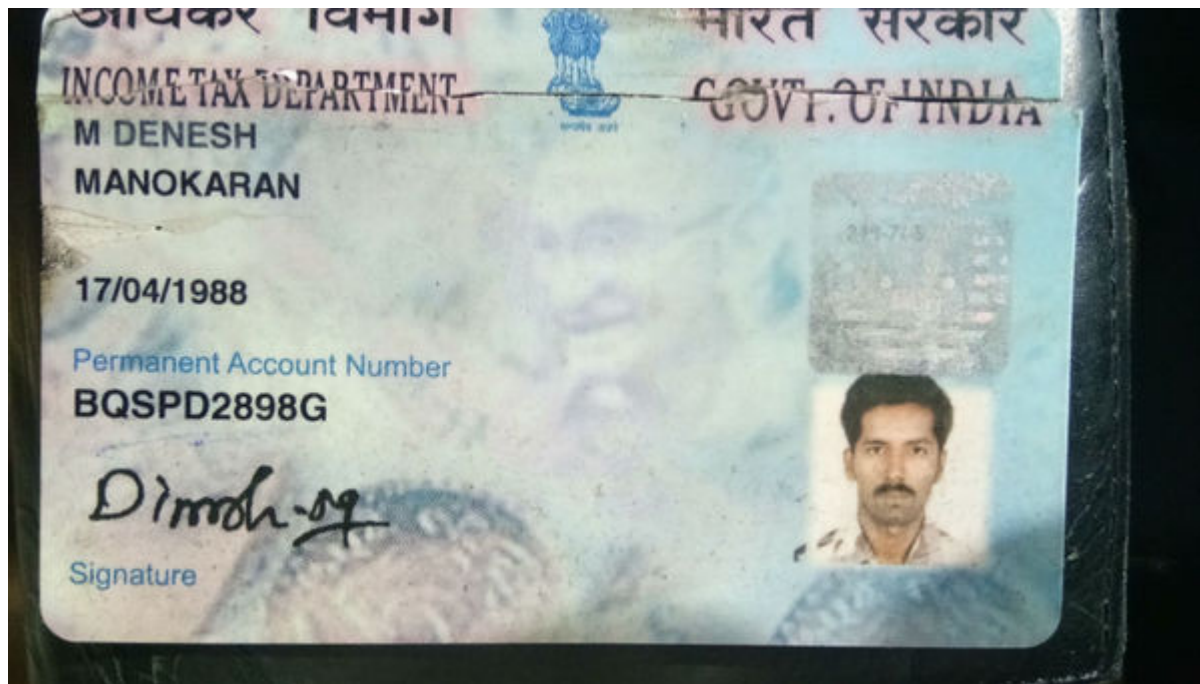 आयकर विभाग भारत सरकार
INCOME TAX DEPARTMENT GOVT. OF INDIA
M DENESH
MANOKARAN
17/04/1988
Permanent Account Number
BQSPD2898G
Signature